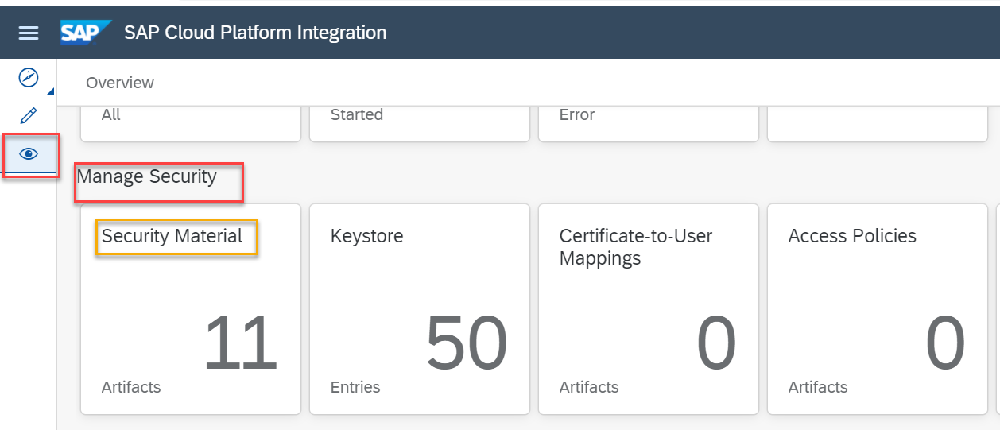 SAP SAP Cloud Platform Integration
Overview
All
Started
Error
Manage Security
Security Material
Keystore
Certificate-to-User
Mappings
Access Policies
11
50
0
0
Artifacts
Entries
Artifacts
Artifacts